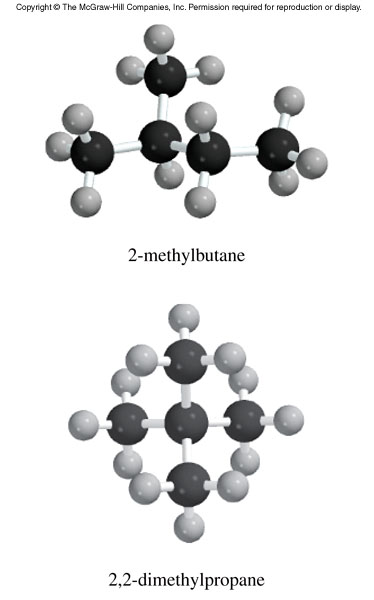 Copyright © The McGraw-Hill Companies, Inc. Permission required for reproduction or display.
2-methylbutane
2,2-dimethylpropane